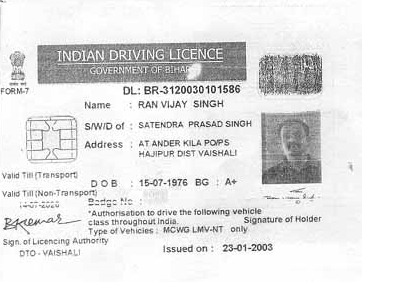 INDIAN DRIVING LICENCE
GOVERNMENT OF BIHAR
FORM-7
DL: BR-3120030101586
Name : RAN VIJAY SINGH
S/W/D of : SATENDRA PRASAD SINGH
Address : AT ANDER KILA PO/PS
HAJIPUR DIST VAISHALI
Valid Till (Transport)
D O B : 15-07-1976 BG : A+
Valid Till (Non-Transport)
14-07-2026
Badge No :
*Authorisation to drive the following vehicle
class throughout India.
Signature of Holder
Type of Vehicles : MCWG LMV-NT only
Sign. of Licencing Authority
DTO - VAISHALI
Issued on : 23-01-2003